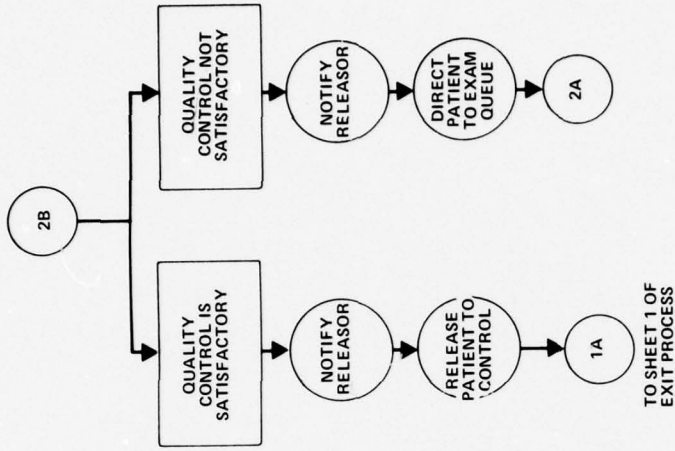 2B
QUALITY
CONTROL IS
SATISFACTORY
NOTIFY
RELEASOR
RELEASE
PATIENT TO
CONTROL
1A
TO SHEET 1 OF
EXIT PROCESS
QUALITY
CONTROL NOT
SATISFACTORY
NOTIFY
RELEASOR
DIRECT
PATIENT
TO EXAM
QUEUE
2A